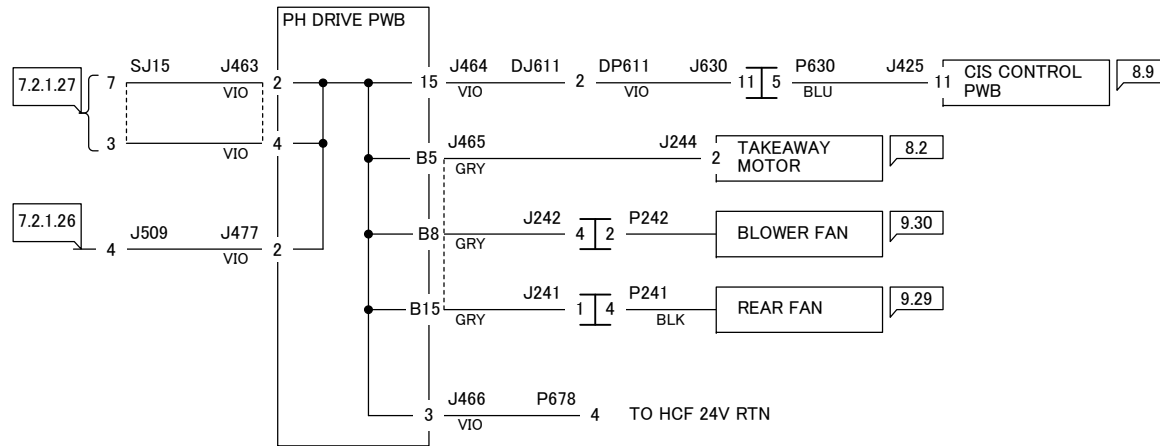 PH DRIVE PWB
7.2.1.27
7 SJ15 J463 2 15 J464 DJ611 2 DP611 J630 11 5 P630 J425 11 CIS CONTROL PWB 8.9
VIO VIO VIO BLU
3 4
VIO
B5 J465 J244 2 TAKEAWAY MOTOR 8.2
GRY
7.2.1.26
4 J509 J477 2
VIO
B8 J242 4 2 P242 BLOWER FAN 9.30
GRY
B15 J241 1 4 P241 REAR FAN 9.29
GRY BLK
3 J466 P678 4 TO HCF 24V RTN
VIO